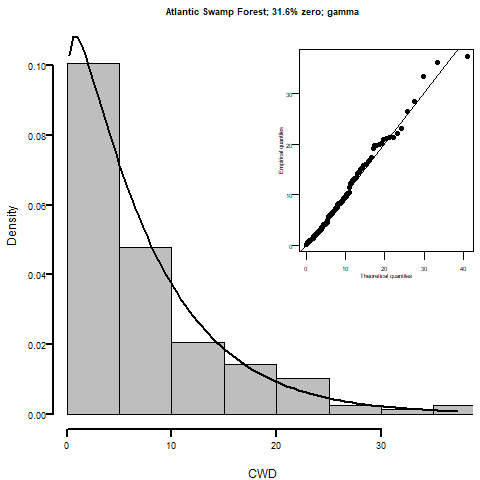 Atlantic Swamp Forest; 31.6% zero; gamma
Density
0.10
0.08
0.06
0.04
0.02
0.00
0 10 20 30
CWD
Empirical quantiles
30
20
10
0
0 10 20 30 40
Theoretical quantiles